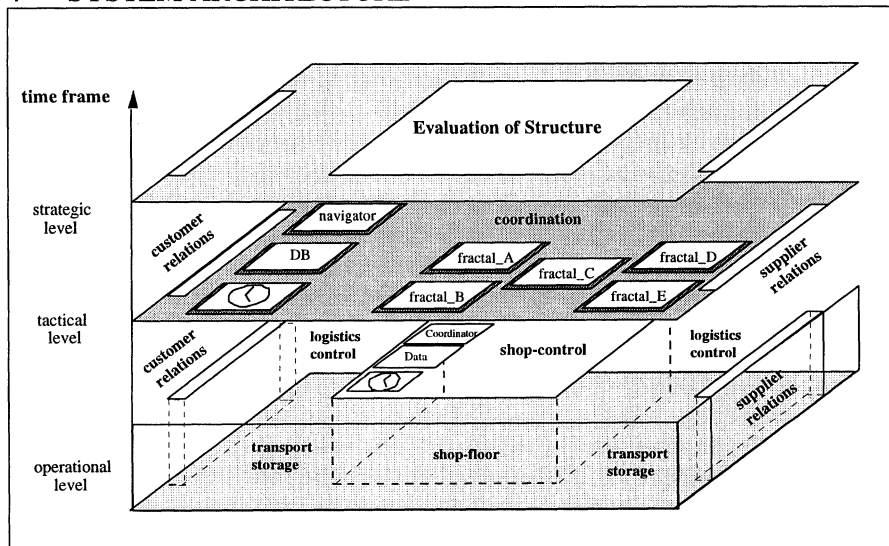 time frame
Evaluation of Structure
strategic
level
customer
relations
navigator
coordination
DB
fractal_A
fractal_D
fractal_C
supplier
relations
fractal_B
fractal_E
tactical
level
customer
relations
logistics
control
Coordinator
Data
shop-control
logistics
control
supplier
relations
transport
storage
shop-floor
transport
storage
operational
level